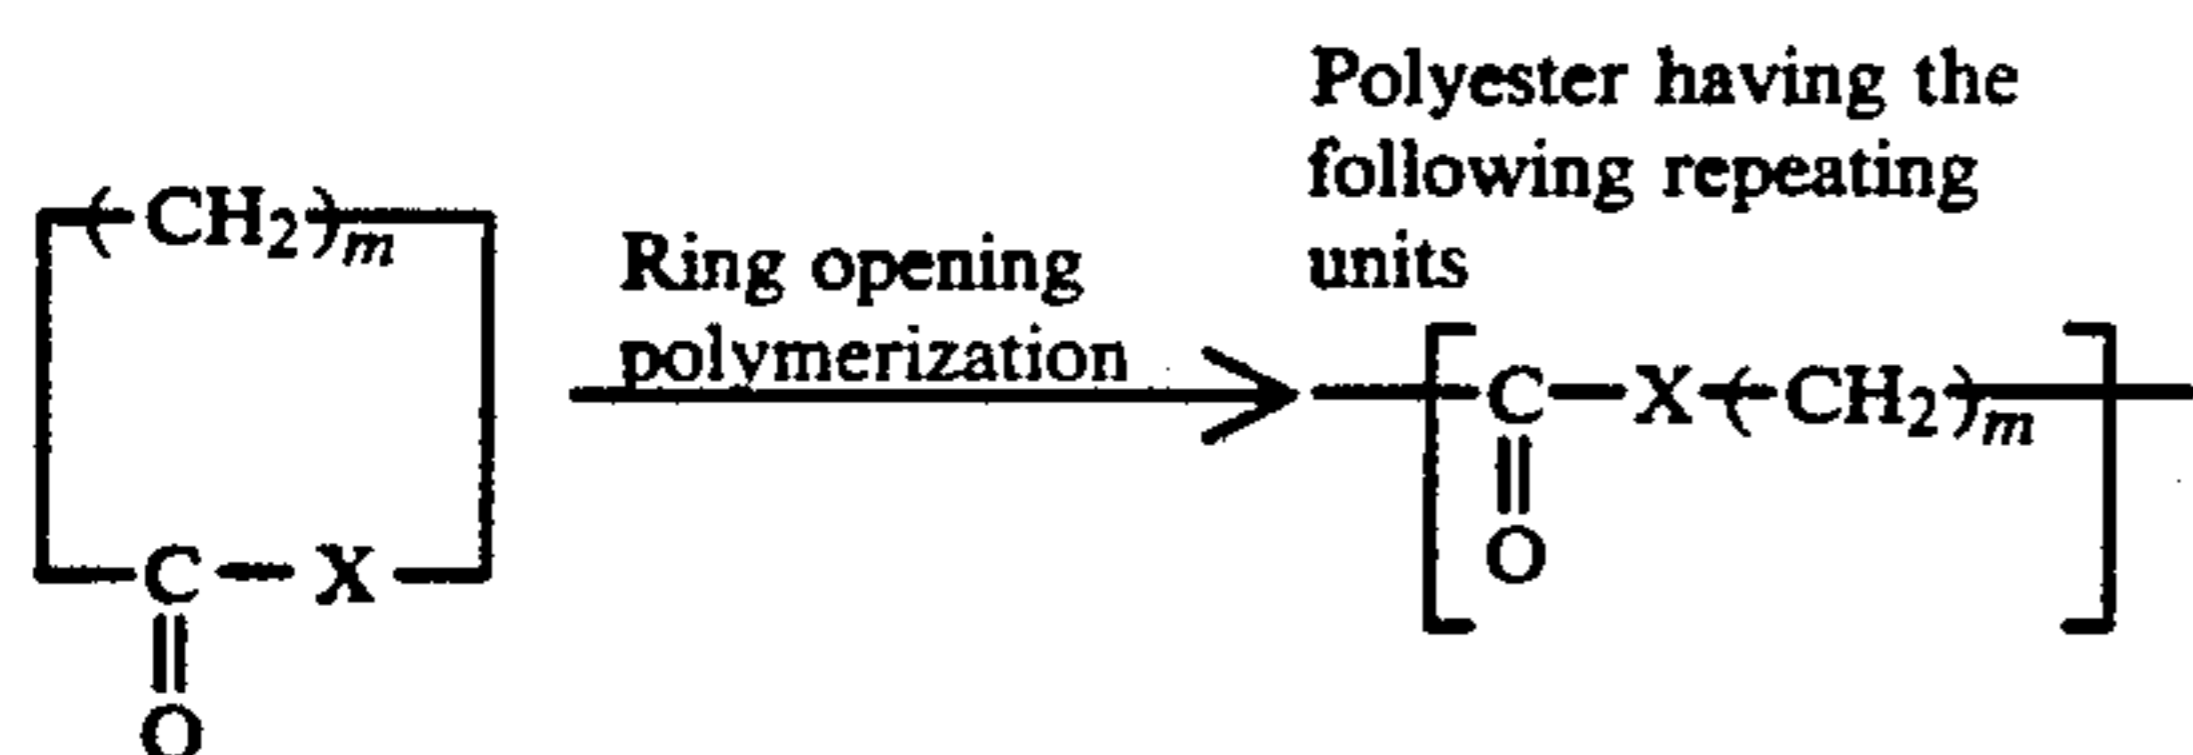 Polyester having the
following repeating
units
(CH2)m
Ring opening
polymerization
C—X(CH2)m
O
C—X
O